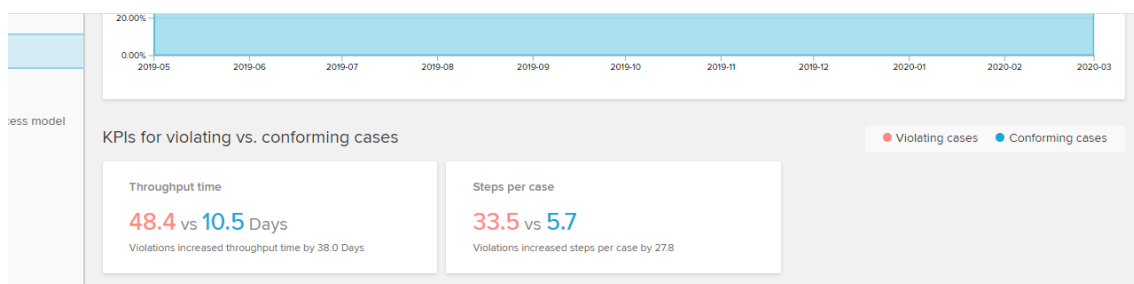 20.00%
0.00%
2019-05 2019-06 2019-07 2019-08 2019-09 2019-10 2019-11 2019-12 2020-01 2020-02 2020-03
cess model
KPIs for violating vs. conforming cases
Violating cases Conforming cases
Throughput time
48.4 vs 10.5 Days
Violations increased throughput time by 38.0 Days
Steps per case
33.5 vs 5.7
Violations increased steps per case by 27.8